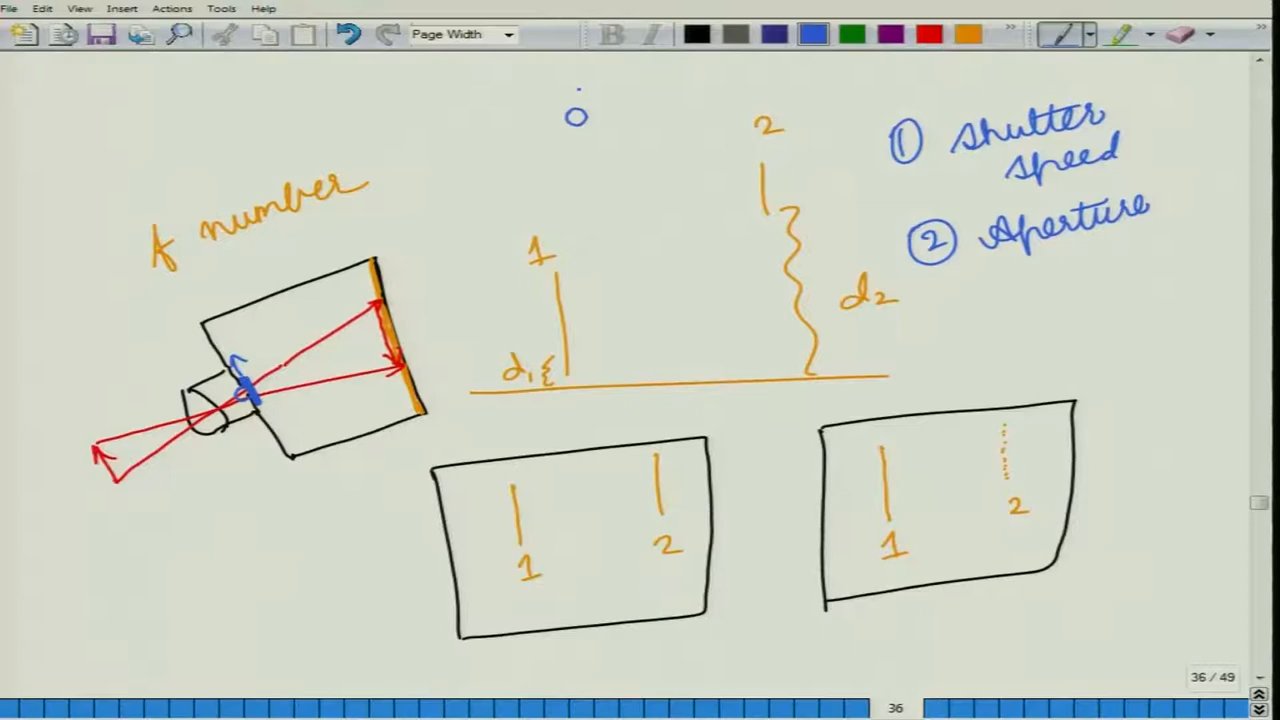 File Edit View Insert Actions Tools Help
Page Width
B I
f number
① Shutter
speed
② Aperture
1
2
d1
d2
1
2
1
2
36 / 49
36